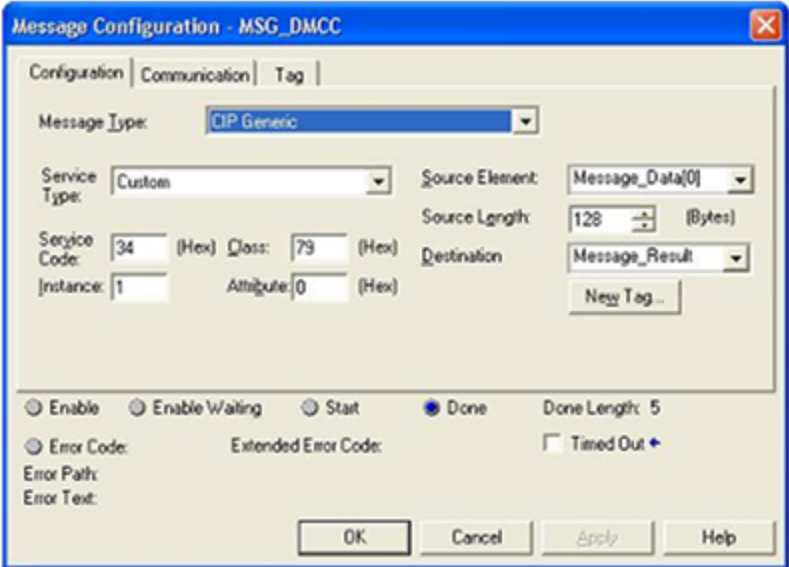 Message Configuration - MSG_DMCC
Configuration Communication Tag
Message Type: CIP Generic
Service Type: Custom
Source Element: Message_Data[0]
Source Length: 128 (Bytes)
Service Code: 34 (Hex) Class: 79 (Hex)
Destination Message_Result
Instance: 1 Attribute: 0 (Hex)
New Tag...
Enable Enable Waiting Start Done Done Length: 5
Error Code: Extended Error Code: Timed Out
Error Path:
Error Text:
OK Cancel Apply Help